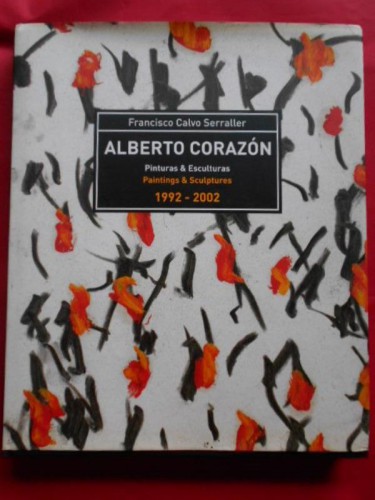 Francisco Calvo Serraller
ALBERTO CORAZÓN
Pinturas & Esculturas
Paintings & Sculptures
1992 - 2002